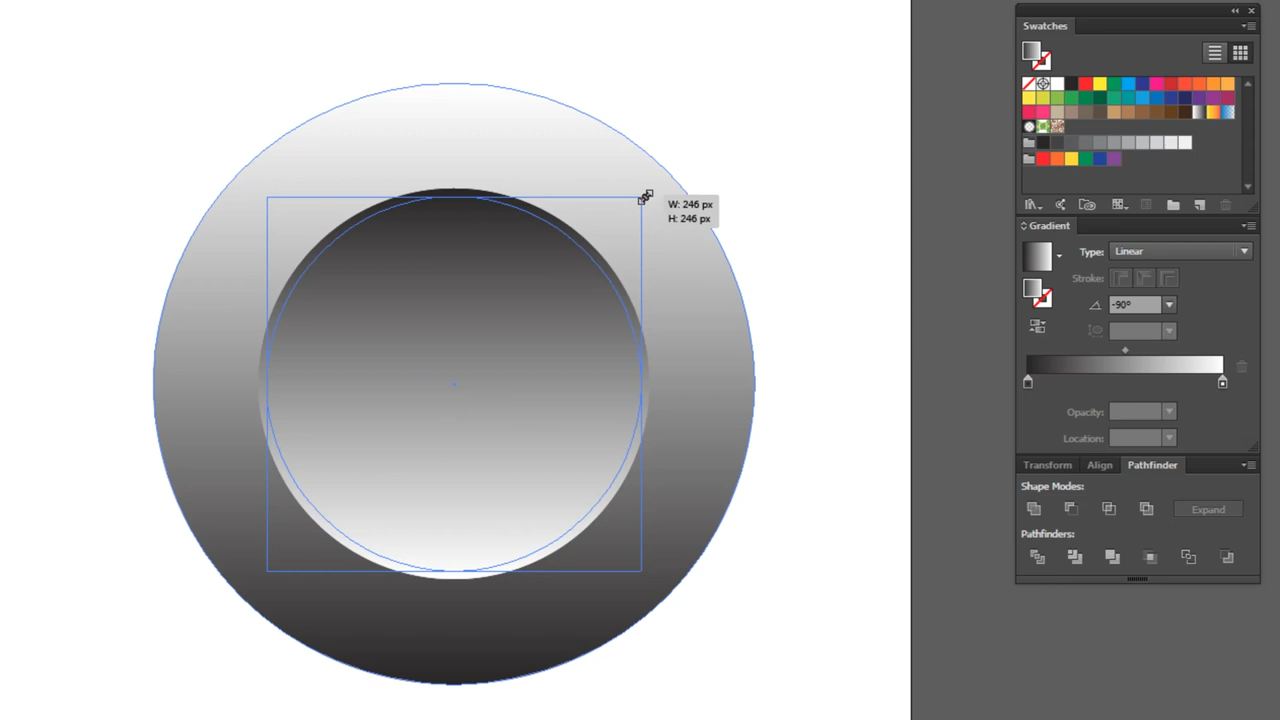 Swatches
W: 246 px
H: 246 px
Gradient
Type: Linear
Stroke:
-90°
Opacity:
Location:
Transform Align Pathfinder
Shape Modes:
Expand
Pathfinders: